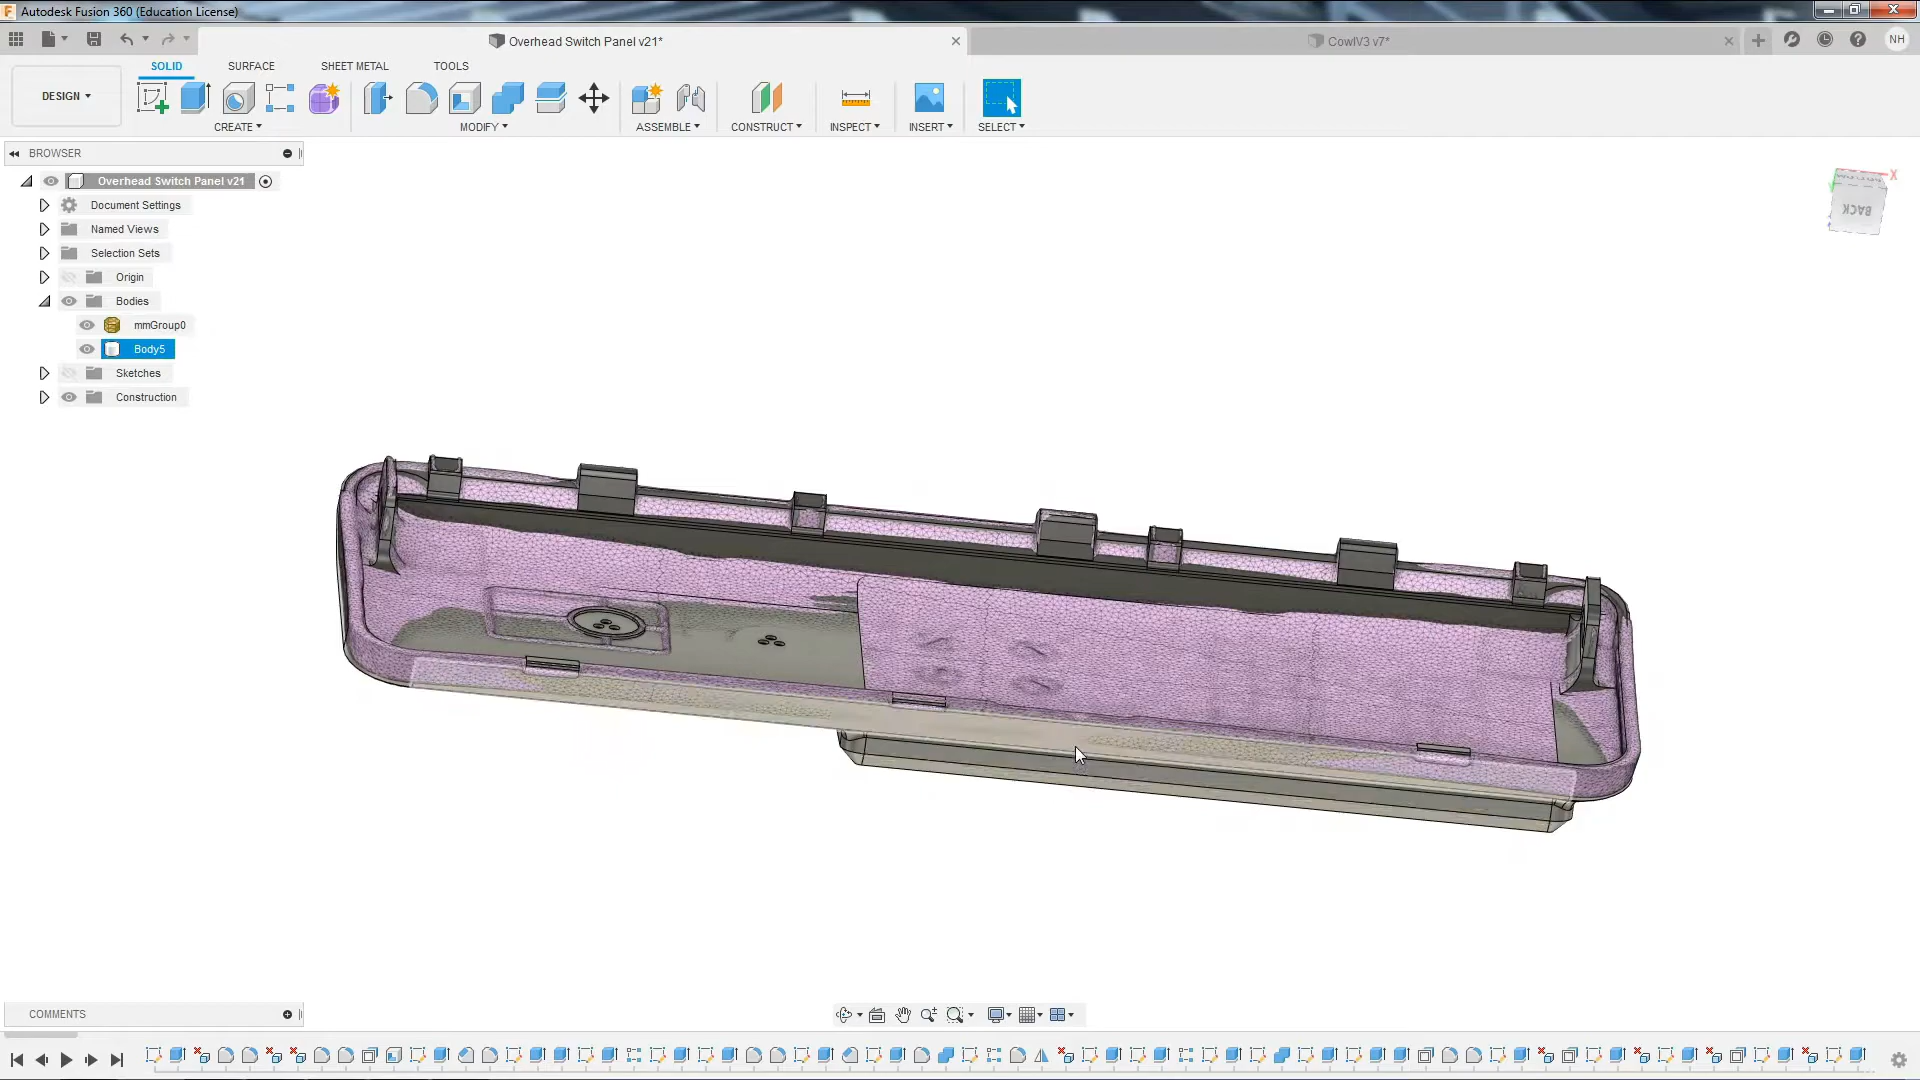 Autodesk Fusion 360 (Education License)
Overhead Switch Panel v21*
CowlV3 v7*
NH
DESIGN
SOLID
SURFACE
SHEET METAL
TOOLS
CREATE
MODIFY
ASSEMBLE
CONSTRUCT
INSPECT
INSERT
SELECT
BROWSER
Overhead Switch Panel v21
Document Settings
Named Views
Selection Sets
Origin
Bodies
mmGroup0
Body5
Sketches
Construction
X
BACK
COMMENTS